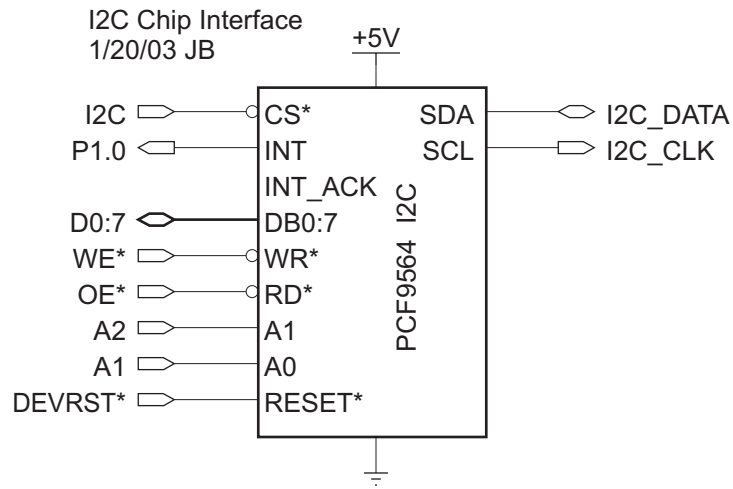 I2C Chip Interface
1/20/03 JB
+5V
I2C
CS*
SDA
I2C_DATA
P1.0
INT
SCL
I2C_CLK
INT_ACK
D0:7
DB0:7
WE*
WR*
OE*
RD*
A2
A1
A1
A0
DEVRST*
RESET*
PCF9564 I2C